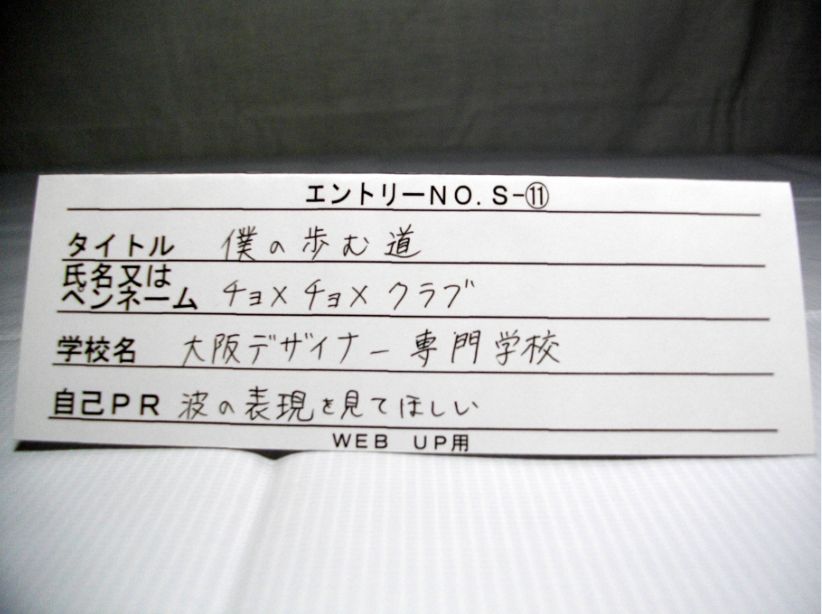 エントリーNO.S-⑪
タイトル 僕の歩む道
氏名又は
ペンネーム チョメチョメクラブ
学校名 大阪デザイナー専門学校
自己PR 波の表現を見てほしい
WEB UP用